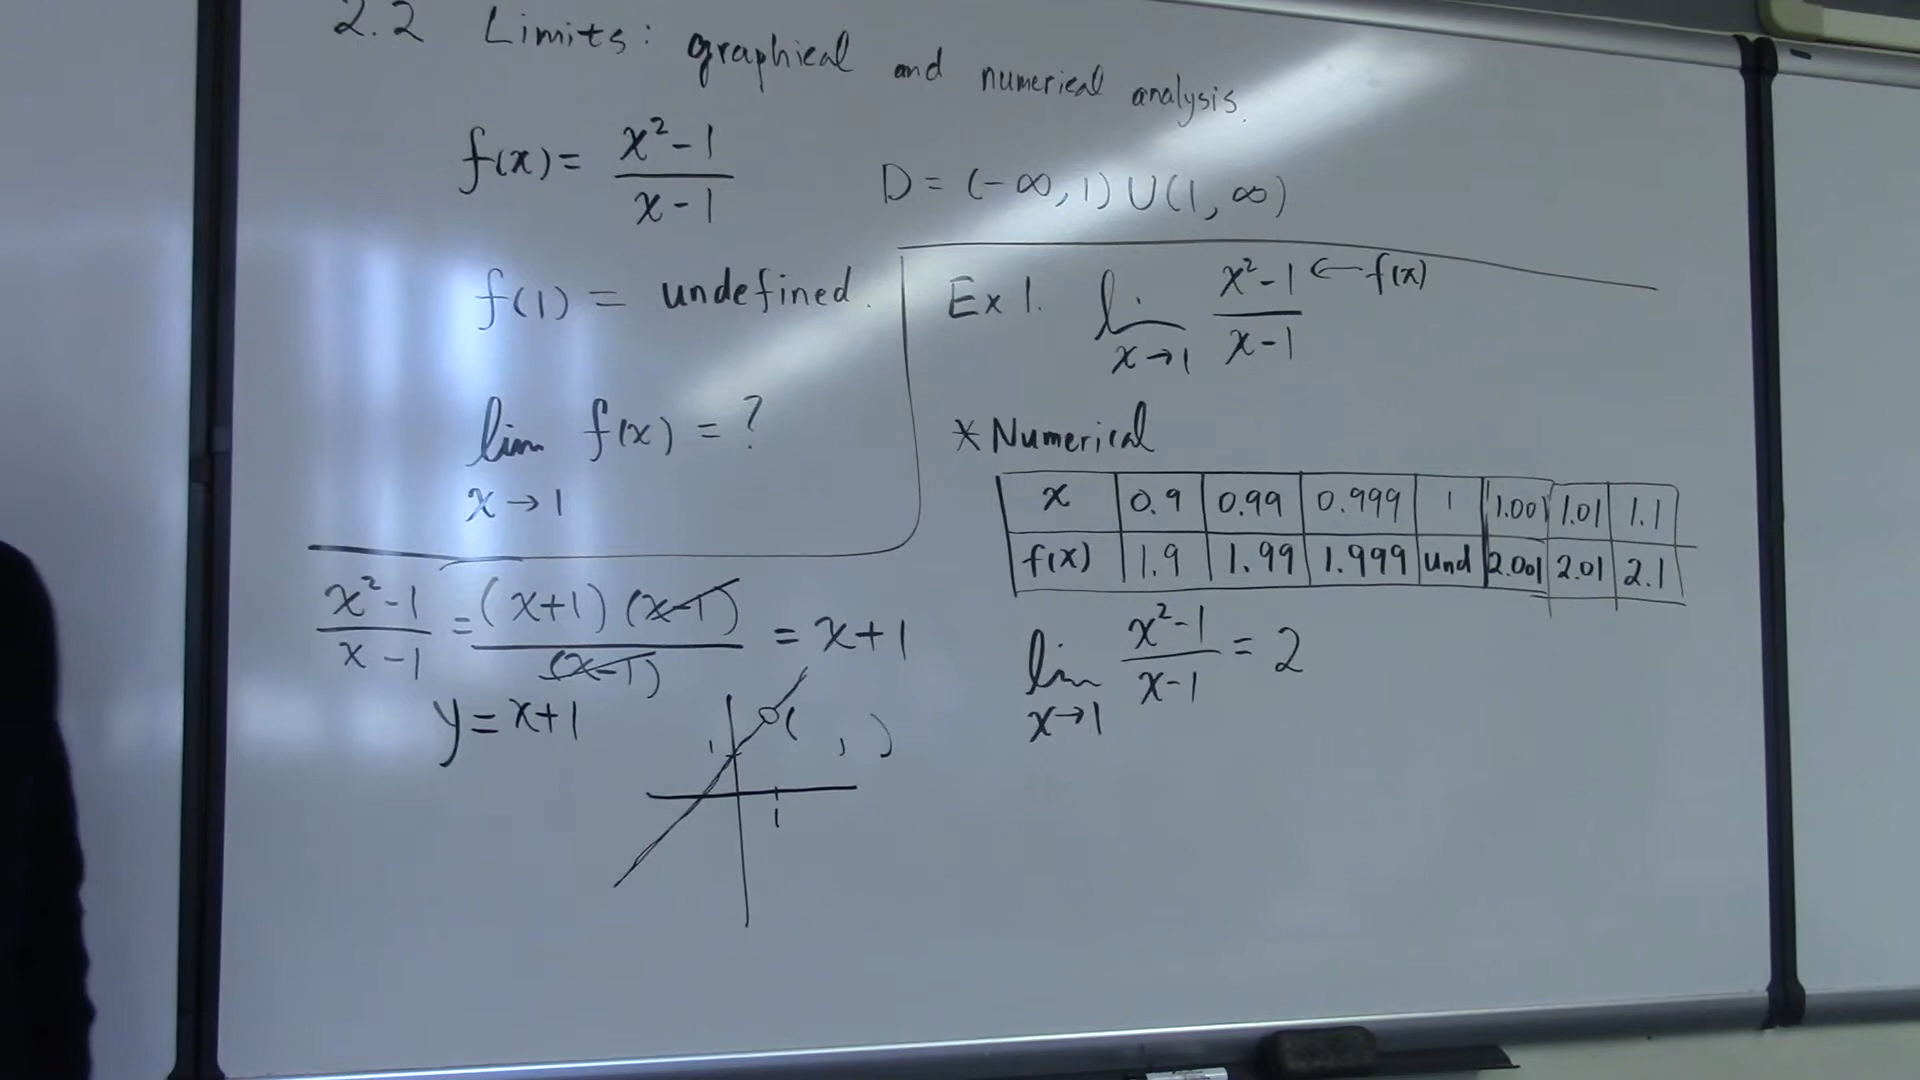 2.2 Limits: graphical and numerical analysis.
f(x) = (x²-1)/(x-1)
D = (-∞, 1) ∪ (1, ∞)
f(1) = undefined.
lim f(x) = ?
x→1
(x²-1)/(x-1) = (x+1)(x-1)/(x-1) = x+1
y = x+1
1
( , )
1
Ex 1. lim x→1 (x²-1)/(x-1) ← f(x)
* Numerical
x 0.9 0.99 0.999 1 1.001 1.01 1.1
f(x) 1.9 1.99 1.999 Und 2.001 2.01 2.1
lim x→1 (x²-1)/(x-1) = 2